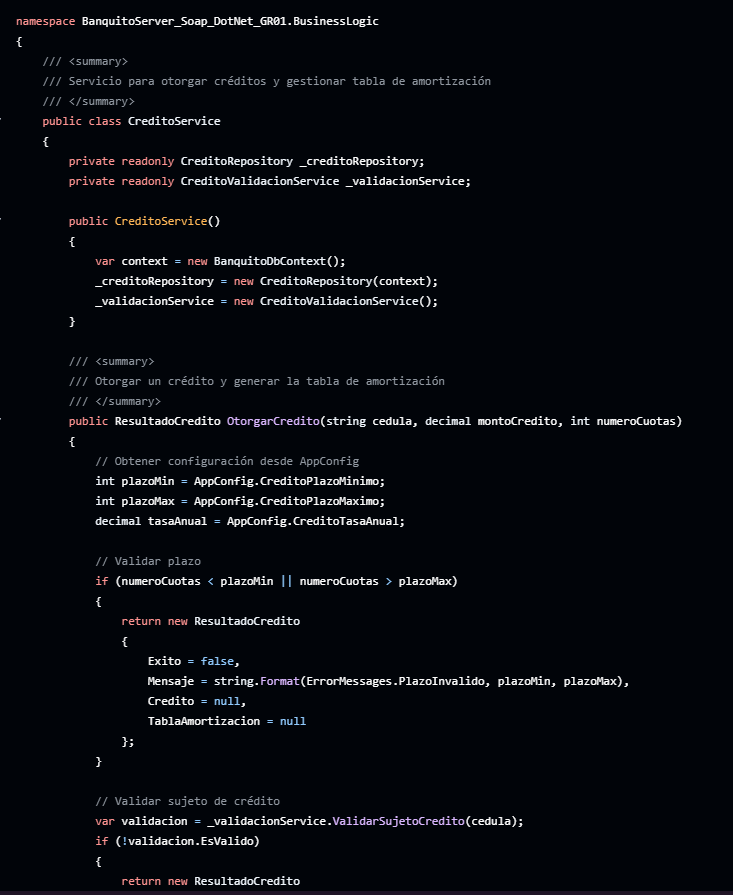 namespace BanquitoServer_Soap_DotNet_GR01.BusinessLogic
{
/// <summary>
/// Servicio para otorgar créditos y gestionar tabla de amortización
/// </summary>
public class CreditoService
{
private readonly CreditoRepository _creditoRepository;
private readonly CreditoValidacionService _validacionService;
public CreditoService()
{
var context = new BanquitoDbContext();
_creditoRepository = new CreditoRepository(context);
_validacionService = new CreditoValidacionService();
}
/// <summary>
/// Otorgar un crédito y generar la tabla de amortización
/// </summary>
public ResultadoCredito OtorgarCredito(string cedula, decimal montoCredito, int numeroCuotas)
{
// Obtener configuración desde AppConfig
int plazoMin = AppConfig.CreditoPlazoMinimo;
int plazoMax = AppConfig.CreditoPlazoMaximo;
decimal tasaAnual = AppConfig.CreditoTasaAnual;
// Validar plazo
if (numeroCuotas < plazoMin || numeroCuotas > plazoMax)
{
return new ResultadoCredito
{
Exito = false,
Mensaje = string.Format(ErrorMessages.PlazoInvalido, plazoMin, plazoMax),
Credito = null,
TablaAmortizacion = null
};
}
// Validar sujeto de crédito
var validacion = _validacionService.ValidarSujetoCredito(cedula);
if (!validacion.EsValido)
{
return new ResultadoCredito